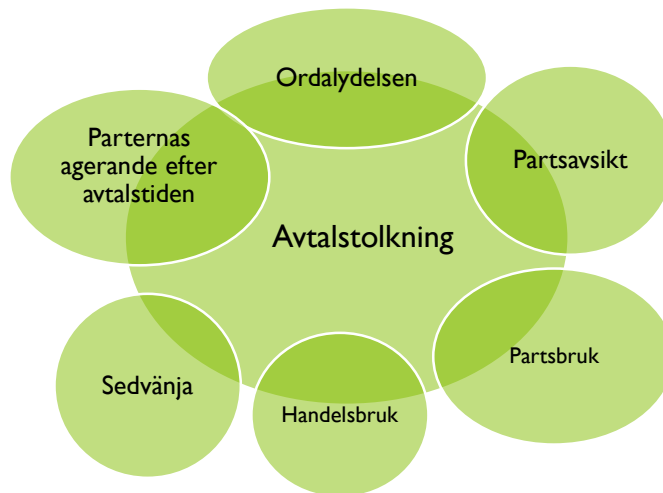 Ordalydelsen
Parternas
agerande efter
avtalstiden
Partsavsikt
Avtalstolkning
Partsbruk
Sedvänja
Handelsbruk